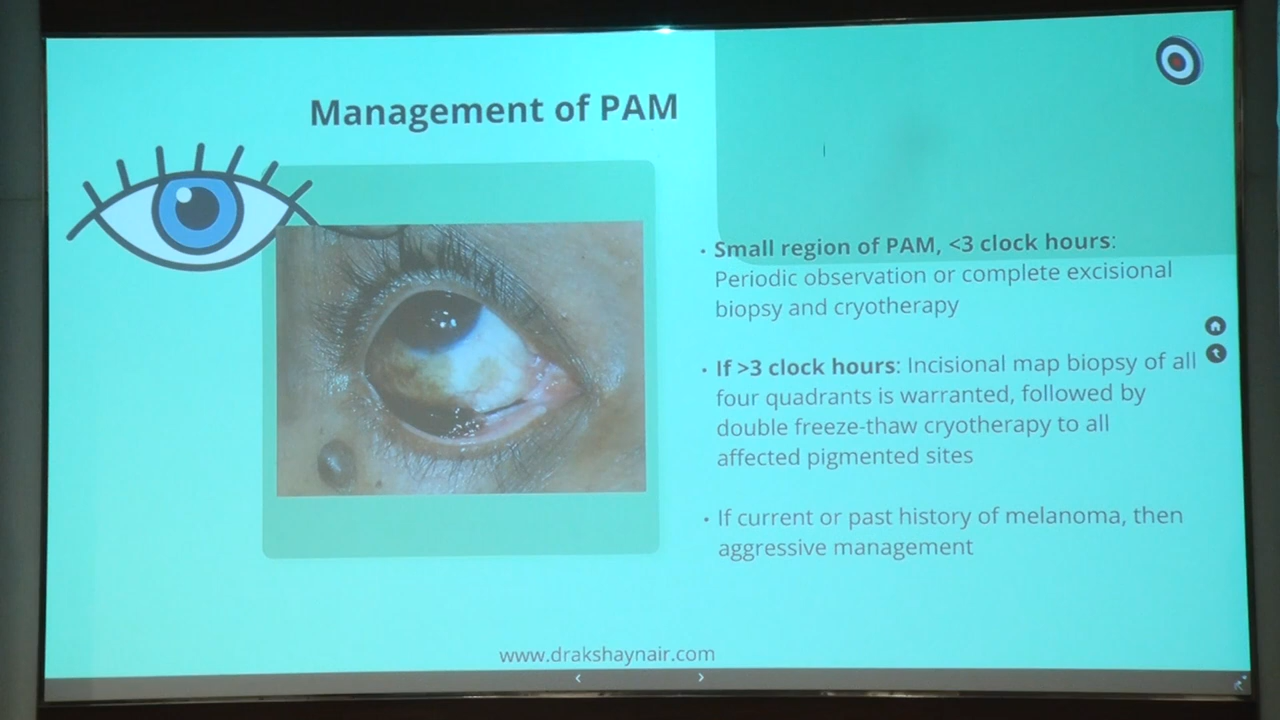 Management of PAM
• Small region of PAM, <3 clock hours:
Periodic observation or complete excisional
biopsy and cryotherapy
• If >3 clock hours: Incisional map biopsy of all
four quadrants is warranted, followed by
double freeze-thaw cryotherapy to all
affected pigmented sites
• If current or past history of melanoma, then
aggressive management
www.drakshaynair.com